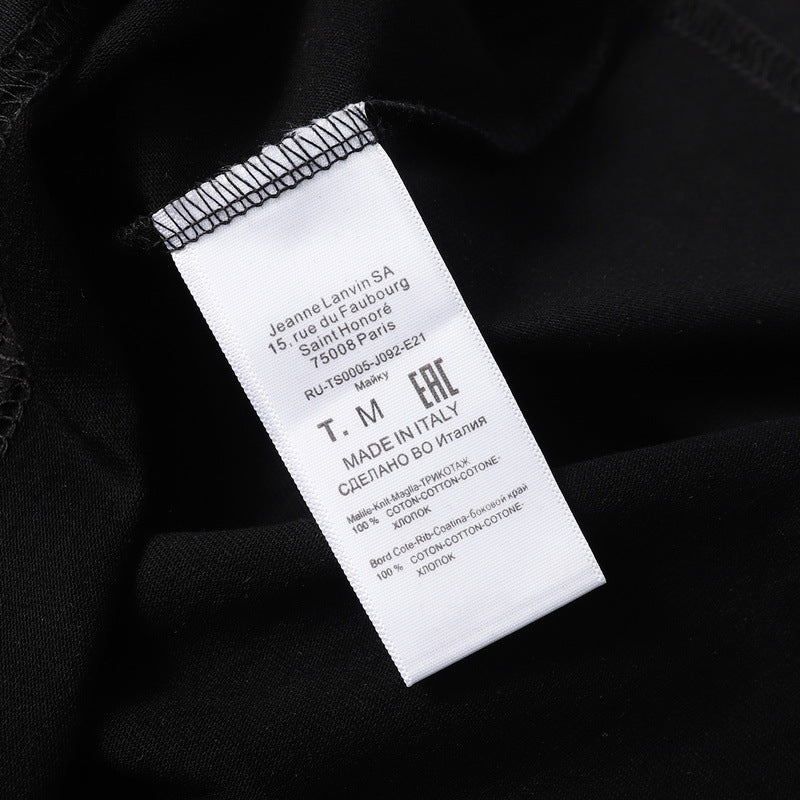 Jeanne Lanvin SA
15, rue du Faubourg
Saint Honoré
75008 Paris
RU-TS0005-J092-E21
Майку
T. M EAC
MADE IN ITALY
СДЕЛАНО ВО Италия
Malile-Knit-Maglia-ТРИКОТАЖ
100 % COTON-COTTON-COTONE-
ХЛОПОК
Bord Cote-Rib-Coatina-боковой край
100 % COTON-COTTON-COTONE-
ХЛОПОК